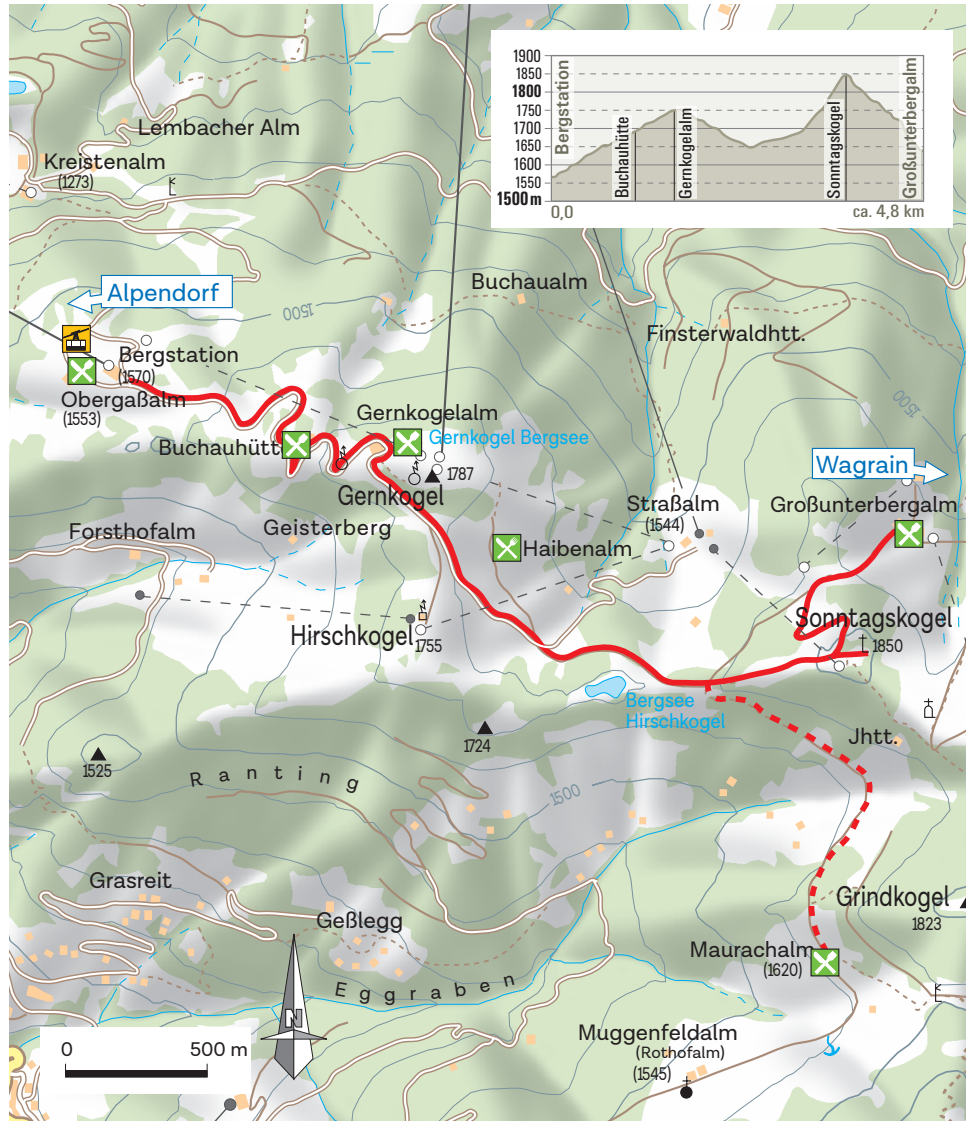 1900
1850
1800
1750
1700
1650
1600
1550
1500 m
Bergstation
Buchauhütte
Gernkogelalm
Sonntagskogel
Großunterbergalm
0,0
ca. 4,8 km
Lembacher Alm
Kreistenalm
(1273)
Alpendorf
Buchaualm
1500
Finsterwaldhtt.
Bergstation
(1570)
Obergaßalm
(1553)
1500
Gernkogelalm
Gernkogel Bergsee
Buchauhütt
1787
Wagrain
Gernkogel
Straßalm
(1544)
Großunterbergalm
Geisterberg
Forsthofalm
Haibenalm
Hirschkogel
1755
Sonntagskogel
1850
Bergsee
Hirschkogel
1724
Jhtt.
1525
Ranting
1500
Grasreit
Grindkogel
1823
Geßlegg
Maurachalm
(1620)
Eggraben
N
Muggenfeldalm
(Rothofalm)
(1545)
0
500 m